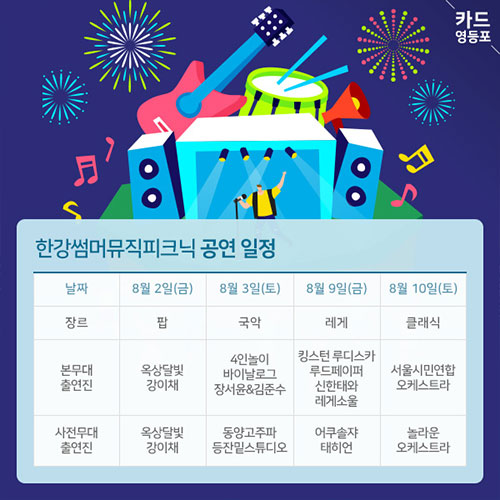 카드
영등포
한강썸머뮤직피크닉 공연 일정
날짜 8월 2일(금) 8월 3일(토) 8월 9일(금) 8월 10일(토)
장르 팝 국악 레게 클래식
본무대
출연진
옥상달빛
강이채
4인놀이
바이날로그
장서윤&김준수
킹스턴 루디스카
루드페이퍼
신한태와
레게소울
서울시민연합
오케스트라
사전무대
출연진
옥상달빛
강이채
동양고주파
등잔밑스튜디오
어쿠솔쟈
태히언
놀라운
오케스트라